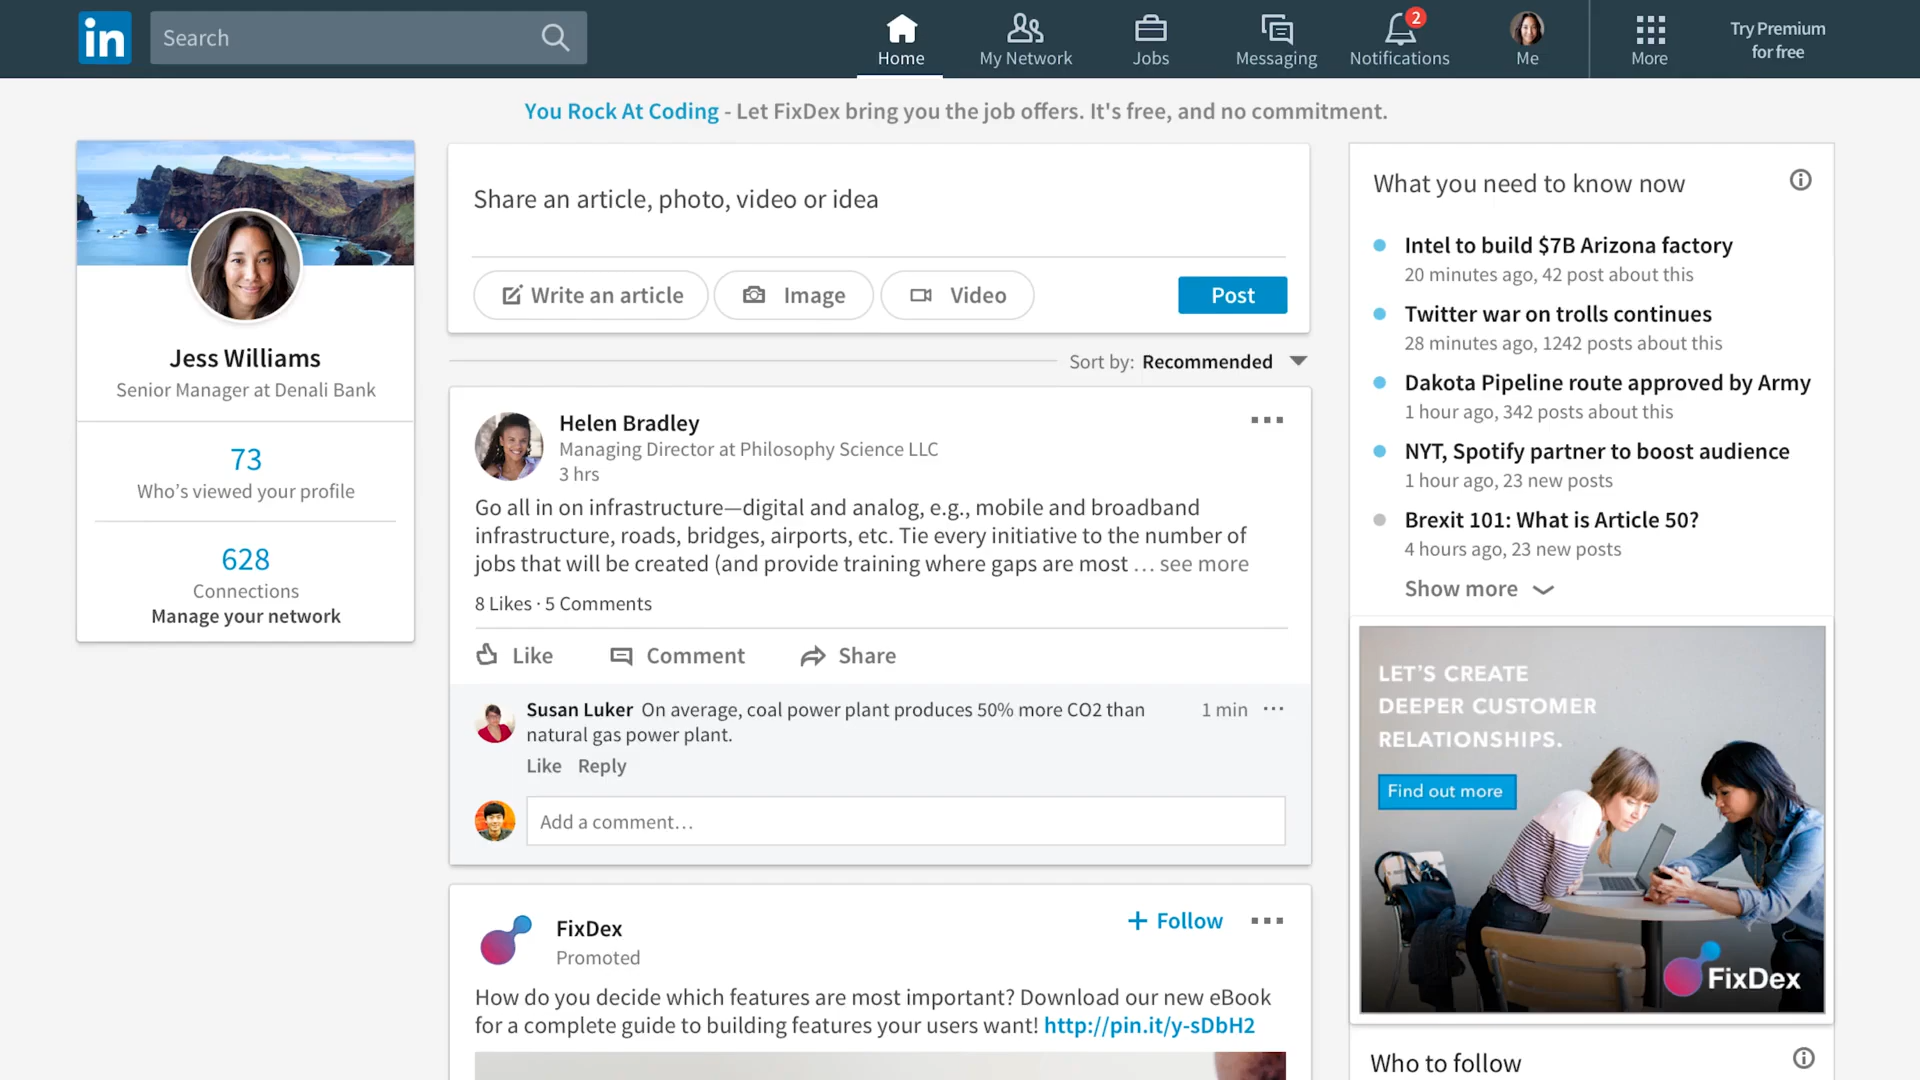 in
Search
Home
My Network
Jobs
Messaging
2
Notifications
Me
More
Try Premium
for free
You Rock At Coding - Let FixDex bring you the job offers. It's free, and no commitment.
Jess Williams
Senior Manager at Denali Bank
73
Who’s viewed your profile
628
Connections
Manage your network
Share an article, photo, video or idea
Write an article
Image
Video
Post
Sort by: Recommended
Helen Bradley
Managing Director at Philosophy Science LLC
3 hrs
Go all in on infrastructure—digital and analog, e.g., mobile and broadband
infrastructure, roads, bridges, airports, etc. Tie every initiative to the number of
jobs that will be created (and provide training where gaps are most … see more
8 Likes · 5 Comments
Like
Comment
Share
Susan Luker On average, coal power plant produces 50% more CO2 than
natural gas power plant.
1 min
Like Reply
Add a comment…
FixDex
Promoted
+ Follow
How do you decide which features are most important? Download our new eBook
for a complete guide to building features your users want! http://pin.it/y-sDbH2
What you need to know now
Intel to build $7B Arizona factory
20 minutes ago, 42 post about this
Twitter war on trolls continues
28 minutes ago, 1242 posts about this
Dakota Pipeline route approved by Army
1 hour ago, 342 posts about this
NYT, Spotify partner to boost audience
1 hour ago, 23 new posts
Brexit 101: What is Article 50?
4 hours ago, 23 new posts
Show more
LET’S CREATE
DEEPER CUSTOMER
RELATIONSHIPS.
Find out more
FixDex
Who to follow